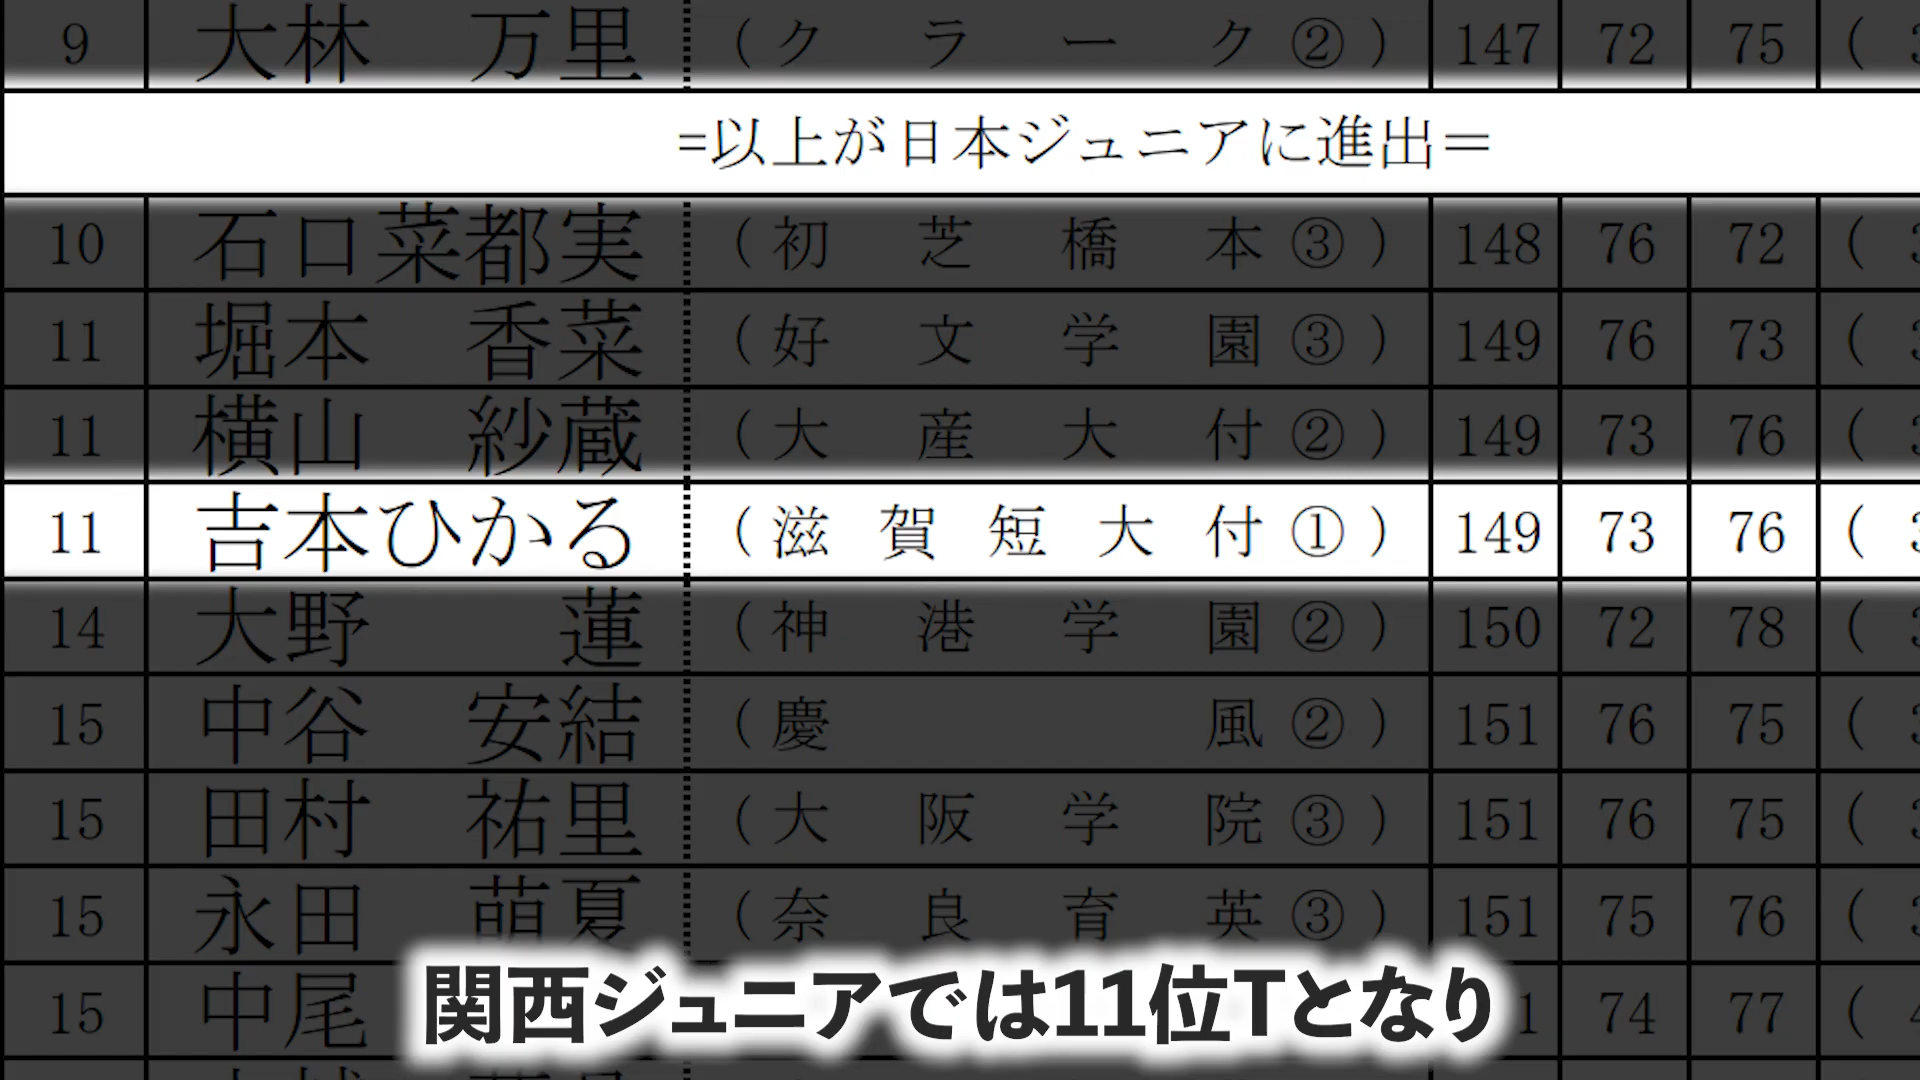 9 大林 万里 (クラーク②) 147 72 75 (
=以上が日本ジュニアに進出＝
10 石口菜都実 (初芝橋本③) 148 76 72 (
11 堀本 香菜 (好文学園③) 149 76 73 (
11 横山 紗蔵 (大産大付②) 149 73 76 (
11 吉本ひかる (滋賀短大付①) 149 73 76 (
14 大野 蓮 (神港学園②) 150 72 78 (
15 中谷 安結 (慶風②) 151 76 75 (
15 田村 祐里 (大阪学院③) 151 76 75 (
15 永田 萌夏 (奈良育英③) 151 75 76 (
15 中尾 74 77 (
関西ジュニアでは11位Tとなり